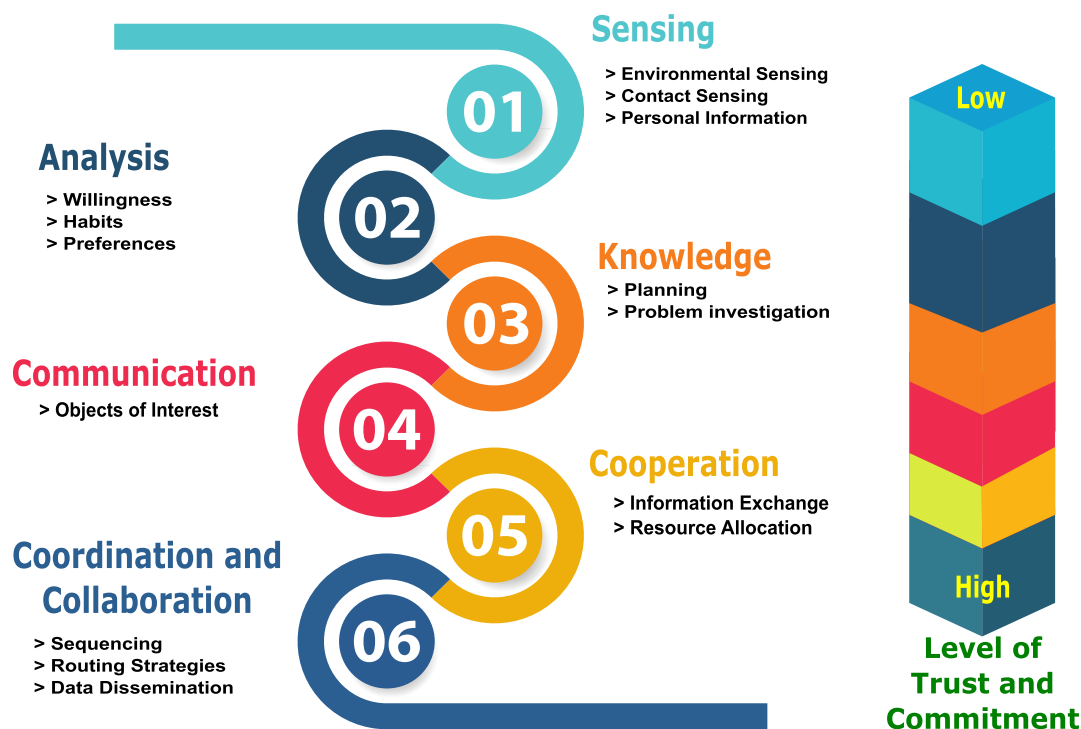 Sensing
> Environmental Sensing
> Contact Sensing
> Personal Information
01
Analysis
> Willingness
> Habits
> Preferences
02
Knowledge
> Planning
> Problem investigation
03
Communication
> Objects of Interest
04
Cooperation
> Information Exchange
> Resource Allocation
05
Coordination and
Collaboration
> Sequencing
> Routing Strategies
> Data Dissemination
06
Low
High
Level of
Trust and
Commitment